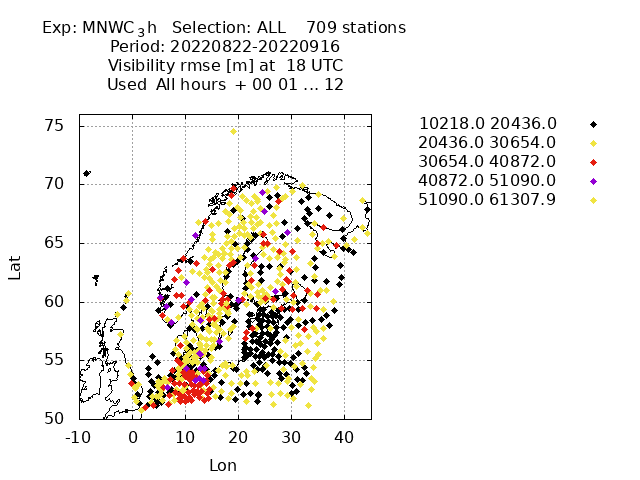 Exp: MNWC_3h   Selection: ALL    709 stations
Period: 20220822-20220916
Visibility rmse [m] at  18 UTC
Used  All hours  + 00 01 ... 12
10218.0 20436.0
20436.0 30654.0
30654.0 40872.0
40872.0 51090.0
51090.0 61307.9
75
70
65
60
55
50
Lat
-10 0 10 20 30 40
Lon